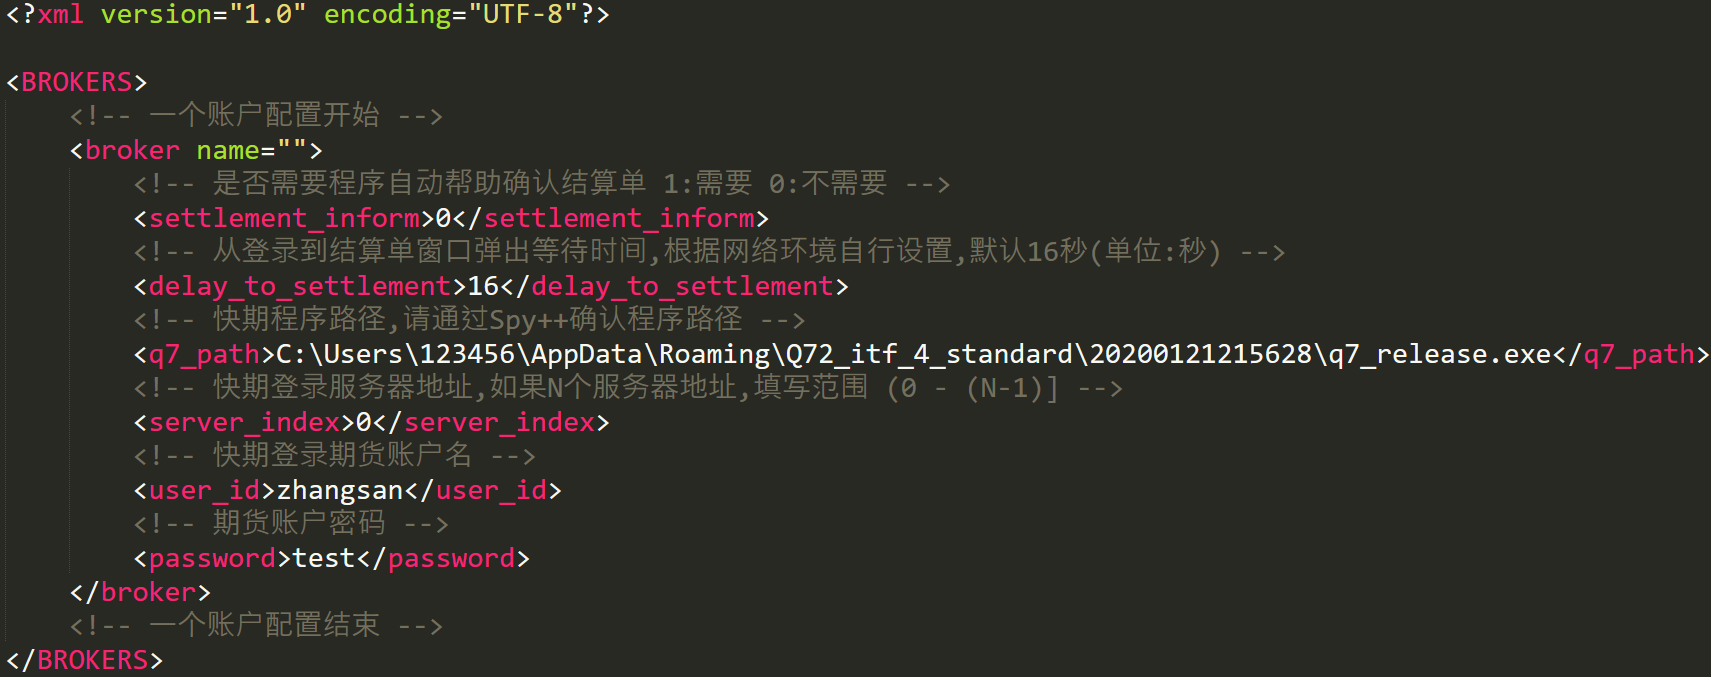 <?xml version="1.0" encoding="UTF-8"?>
<BROKERS>
<!-- 一个账户配置开始 -->
<broker name="">
<!-- 是否需要程序自动帮助确认结算单 1:需要 0:不需要 -->
<settlement_inform>0</settlement_inform>
<!-- 从登录到结算单窗口弹出等待时间,根据网络环境自行设置,默认16秒(单位:秒) -->
<delay_to_settlement>16</delay_to_settlement>
<!-- 快期程序路径,请通过Spy++确认程序路径 -->
<q7_path>C:\Users\123456\AppData\Roaming\Q72_itf_4_standard\20200121215628\q7_release.exe</q7_path>
<!-- 快期登录服务器地址,如果N个服务器地址,填写范围 (0 - (N-1)] -->
<server_index>0</server_index>
<!-- 快期登录期货账户名 -->
<user_id>zhangsan</user_id>
<!-- 期货账户密码 -->
<password>test</password>
</broker>
<!-- 一个账户配置结束 -->
</BROKERS>